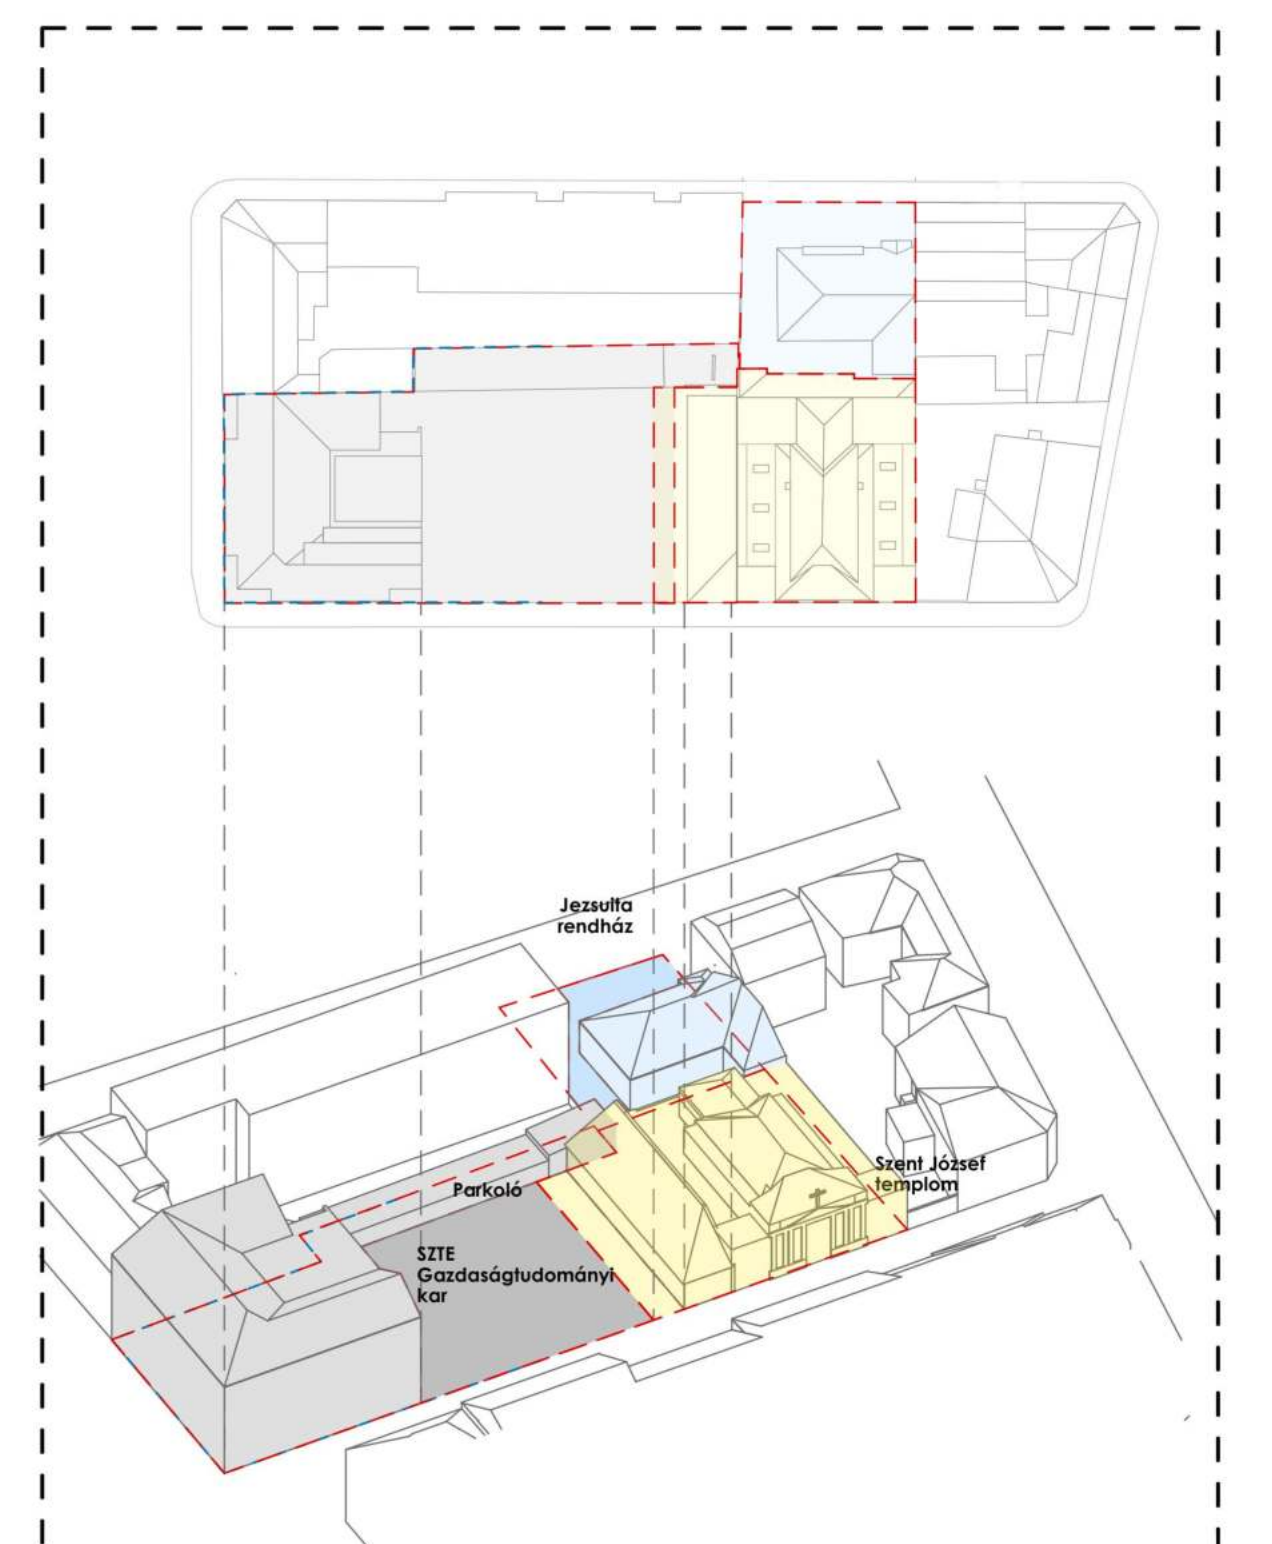 Jezsuita
rendház
Szent József
templom
Parkoló
SZTE
Gazdaságtudományi
kar